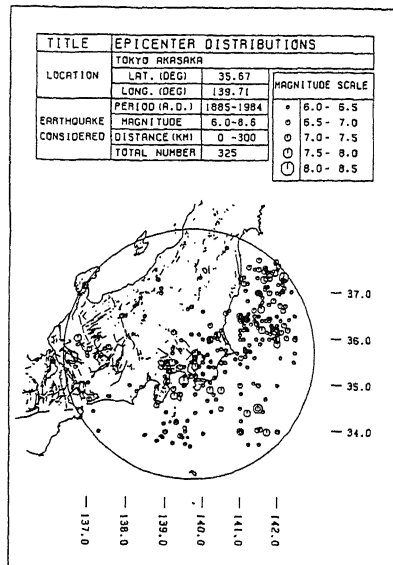 TITLE EPICENTER DISTRIBUTIONS
LOCATION
TOKYO AKASAKA
LAT. (DEG) 35.67
LONG. (DEG) 139.71
EARTHQUAKE CONSIDERED
PERIOD (A.D.) 1885-1984
MAGNITUDE 6.0-8.6
DISTANCE (KM) 0 -300
TOTAL NUMBER 325
MAGNITUDE SCALE
6.0- 6.5
6.5- 7.0
7.0- 7.5
7.5- 8.0
8.0- 8.5
37.0
36.0
35.0
34.0
137.0
138.0
139.0
140.0
141.0
142.0